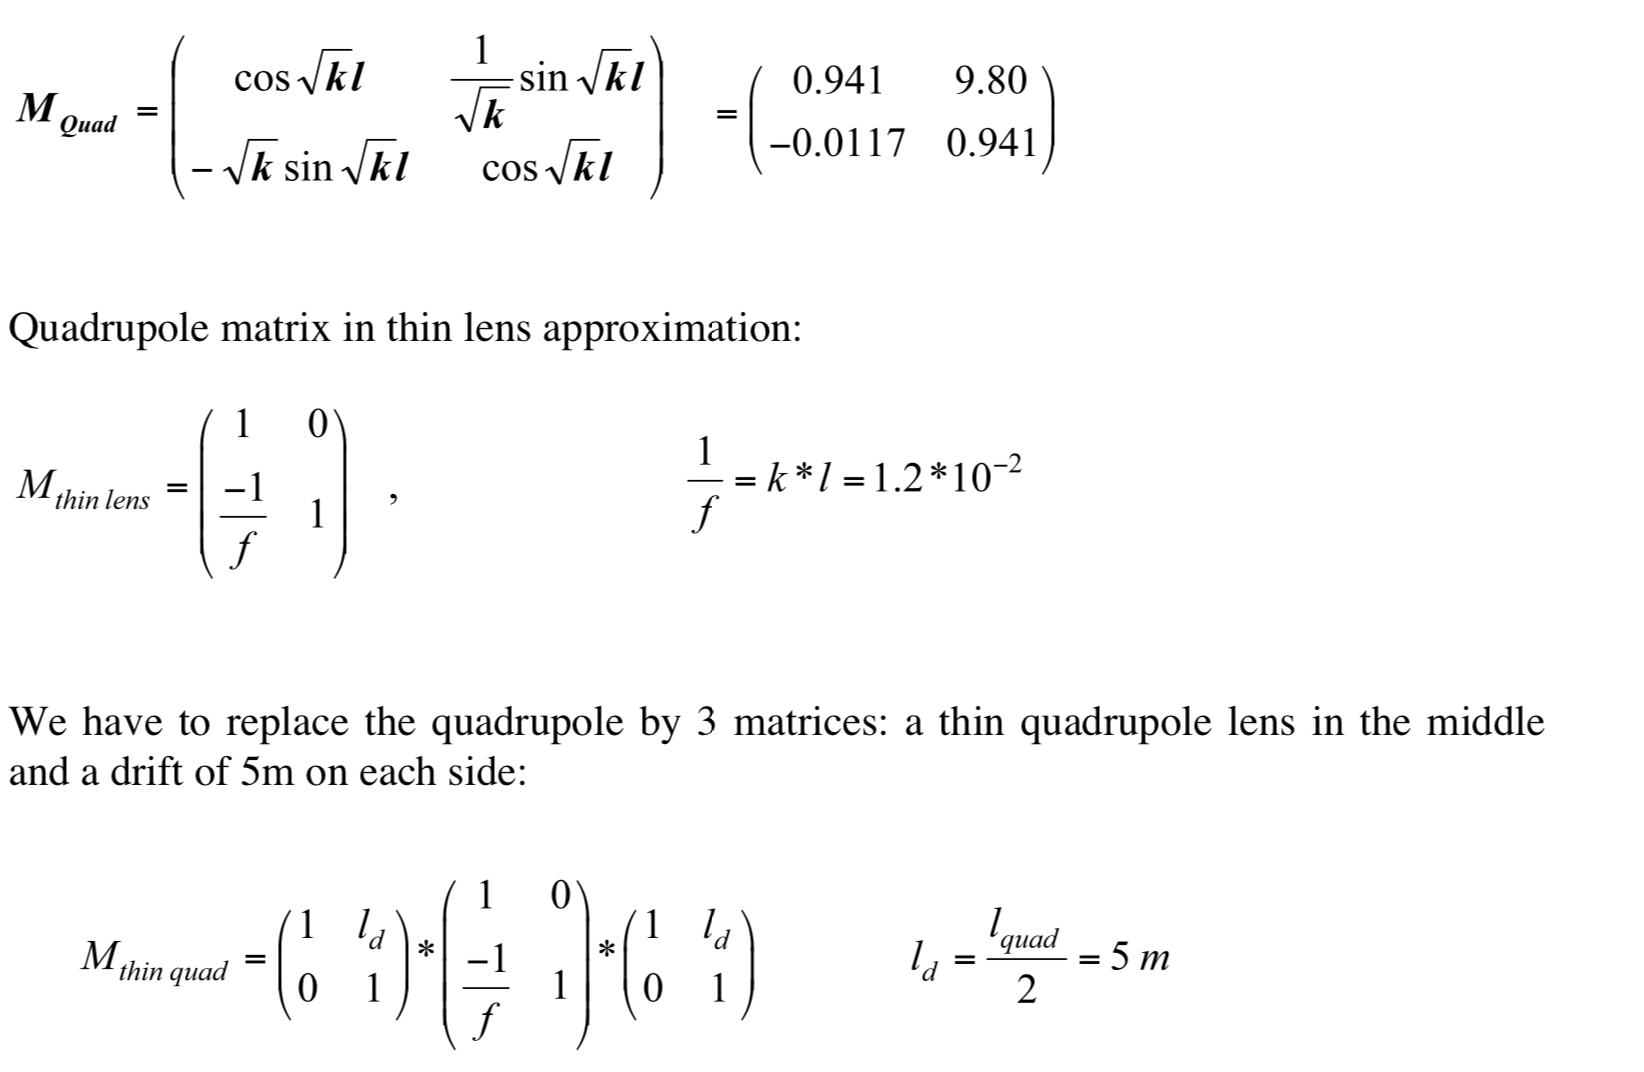 M_Quad = ( cos √k l   1/√k sin √k l ; − √k sin √k l   cos √k l ) = ( 0.941   9.80 ; −0.0117   0.941 )
Quadrupole matrix in thin lens approximation:
M_thin lens = ( 1   0 ; −1/f   1 ) ,   1/f = k * l = 1.2 * 10^−2
We have to replace the quadrupole by 3 matrices: a thin quadrupole lens in the middle
and a drift of 5m on each side:
M_thin quad = ( 1   l_d ; 0   1 ) * ( 1   0 ; −1/f   1 ) * ( 1   l_d ; 0   1 )   l_d = l_quad/2 = 5 m